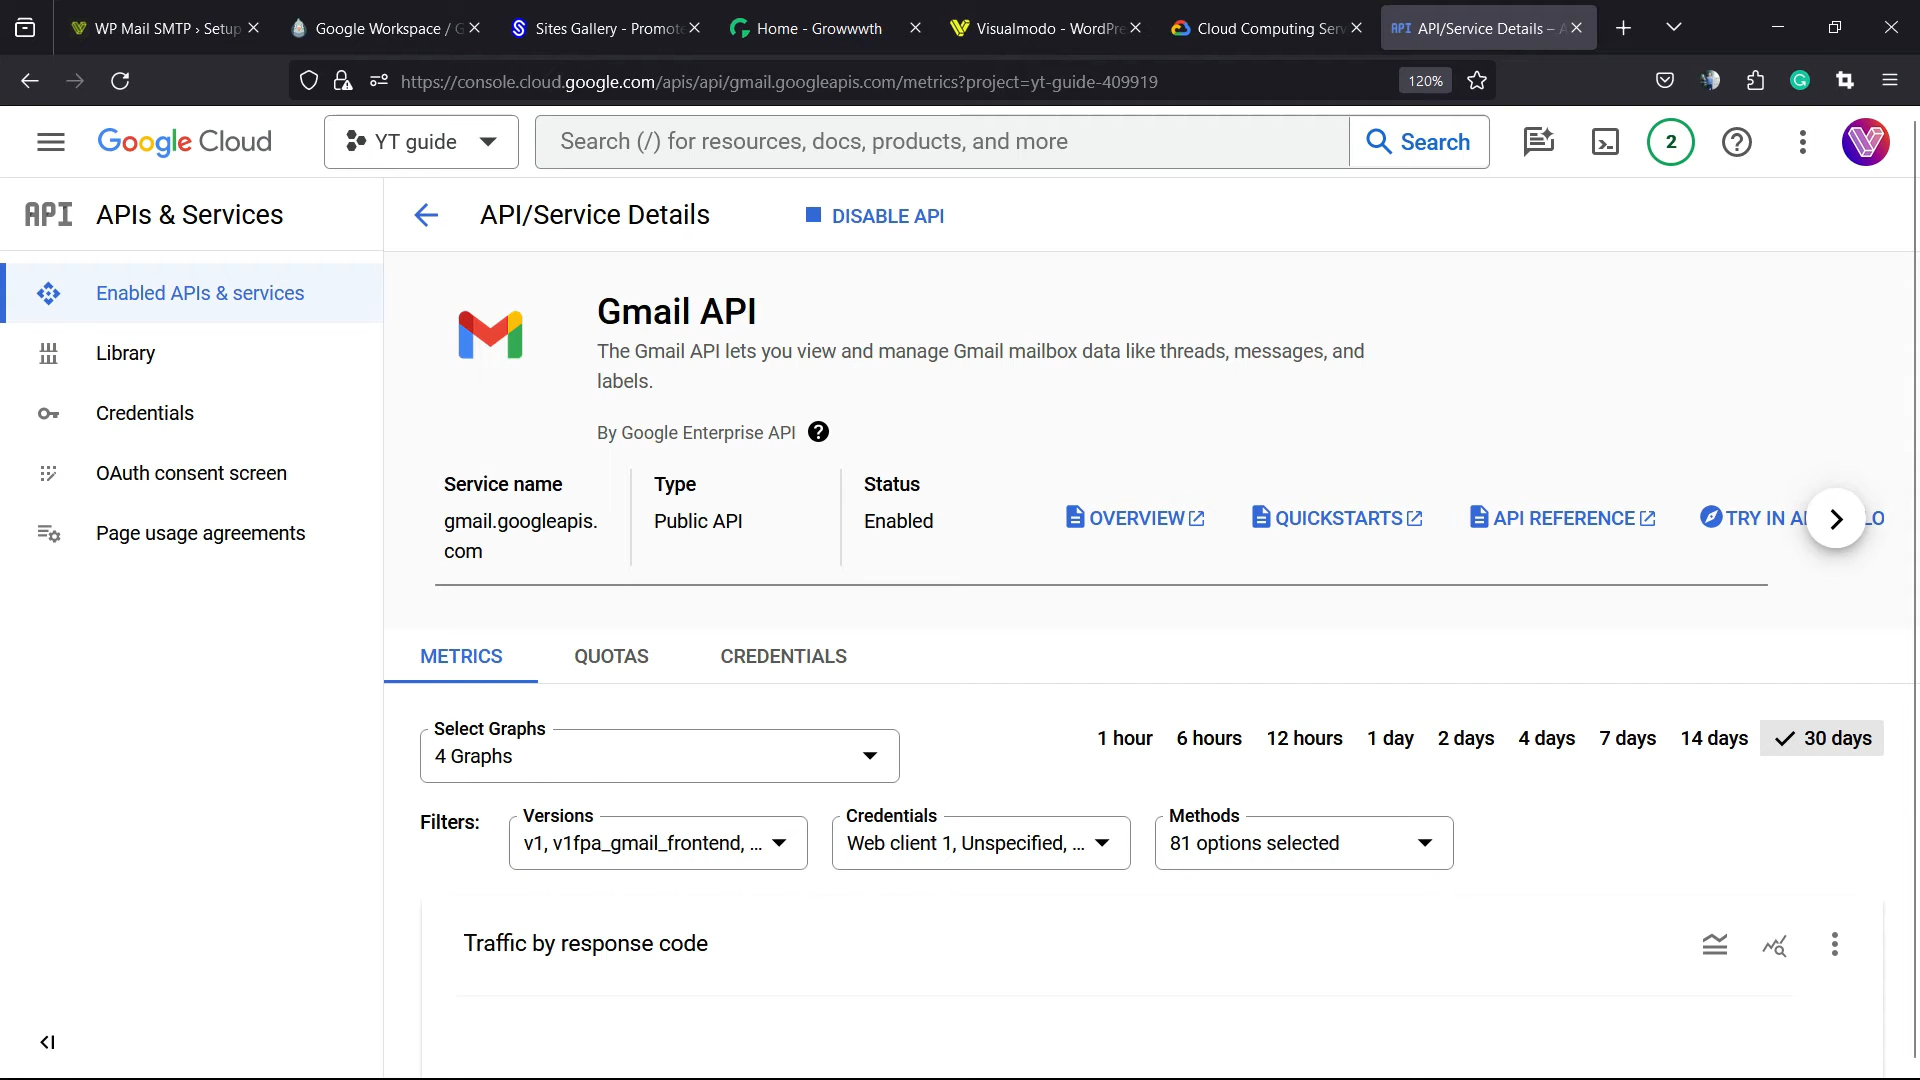 WP Mail SMTP › Setup
Google Workspace / G
Sites Gallery - Promote
Home - Growwwth
Visualmodo - WordPre
Cloud Computing Serv
API API/Service Details – A
https://console.cloud.google.com/apis/api/gmail.googleapis.com/metrics?project=yt-guide-409919
120%
Google Cloud
YT guide
Search (/) for resources, docs, products, and more
Search
2
API APIs & Services
API/Service Details
DISABLE API
Enabled APIs & services
Library
Credentials
OAuth consent screen
Page usage agreements
Gmail API
The Gmail API lets you view and manage Gmail mailbox data like threads, messages, and
labels.
By Google Enterprise API
Service name
gmail.googleapis.
com
Type
Public API
Status
Enabled
OVERVIEW
QUICKSTARTS
API REFERENCE
TRY IN A
LO
METRICS
QUOTAS
CREDENTIALS
Select Graphs
4 Graphs
1 hour
6 hours
12 hours
1 day
2 days
4 days
7 days
14 days
30 days
Filters:
Versions
v1, v1fpa_gmail_frontend, ...
Credentials
Web client 1, Unspecified, ...
Methods
81 options selected
Traffic by response code